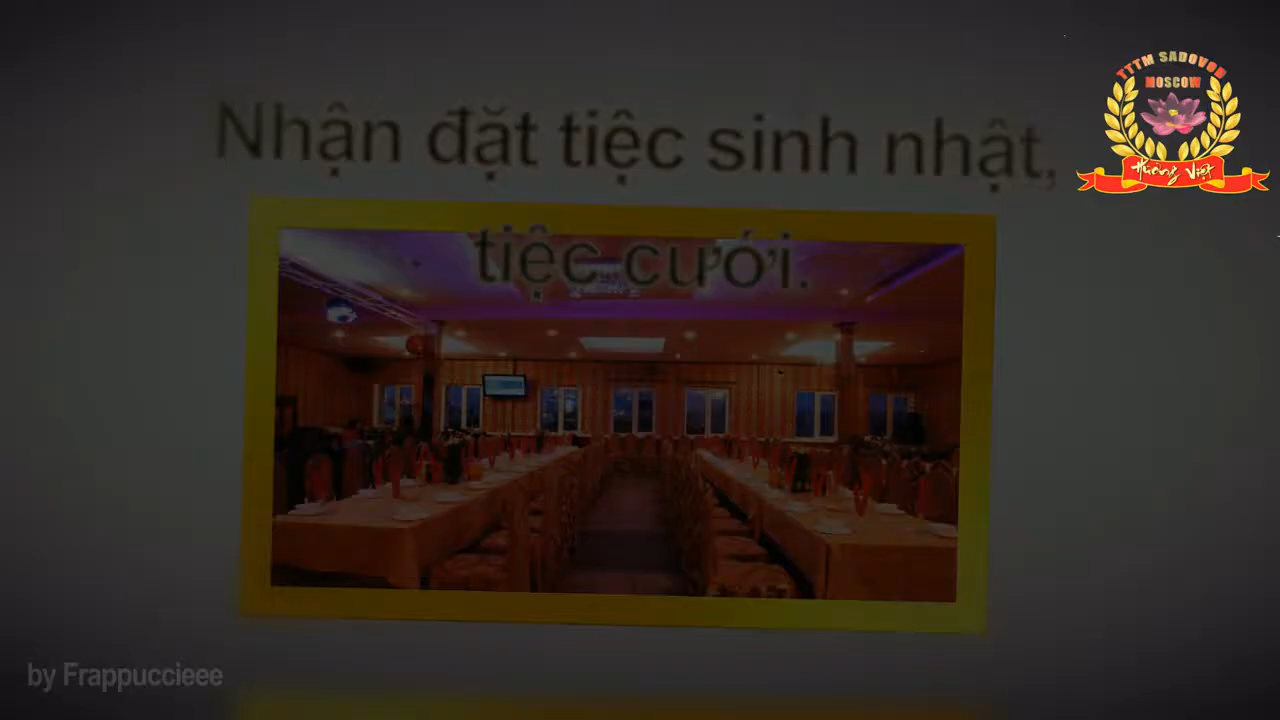 TTTM SADOVOD
MOSCOW
Hương Việt
Nhận đặt tiệc sinh nhật,
tiệc cưới.
by Frappuccieee